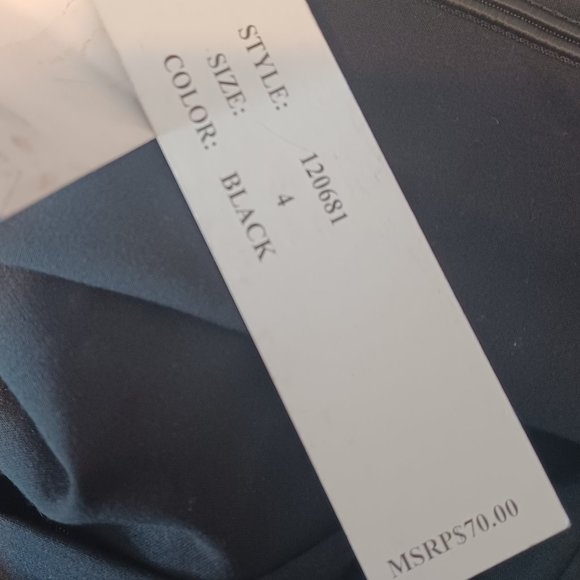 STYLE: 120681
SIZE: 4
COLOR: BLACK
MSRP$70.00